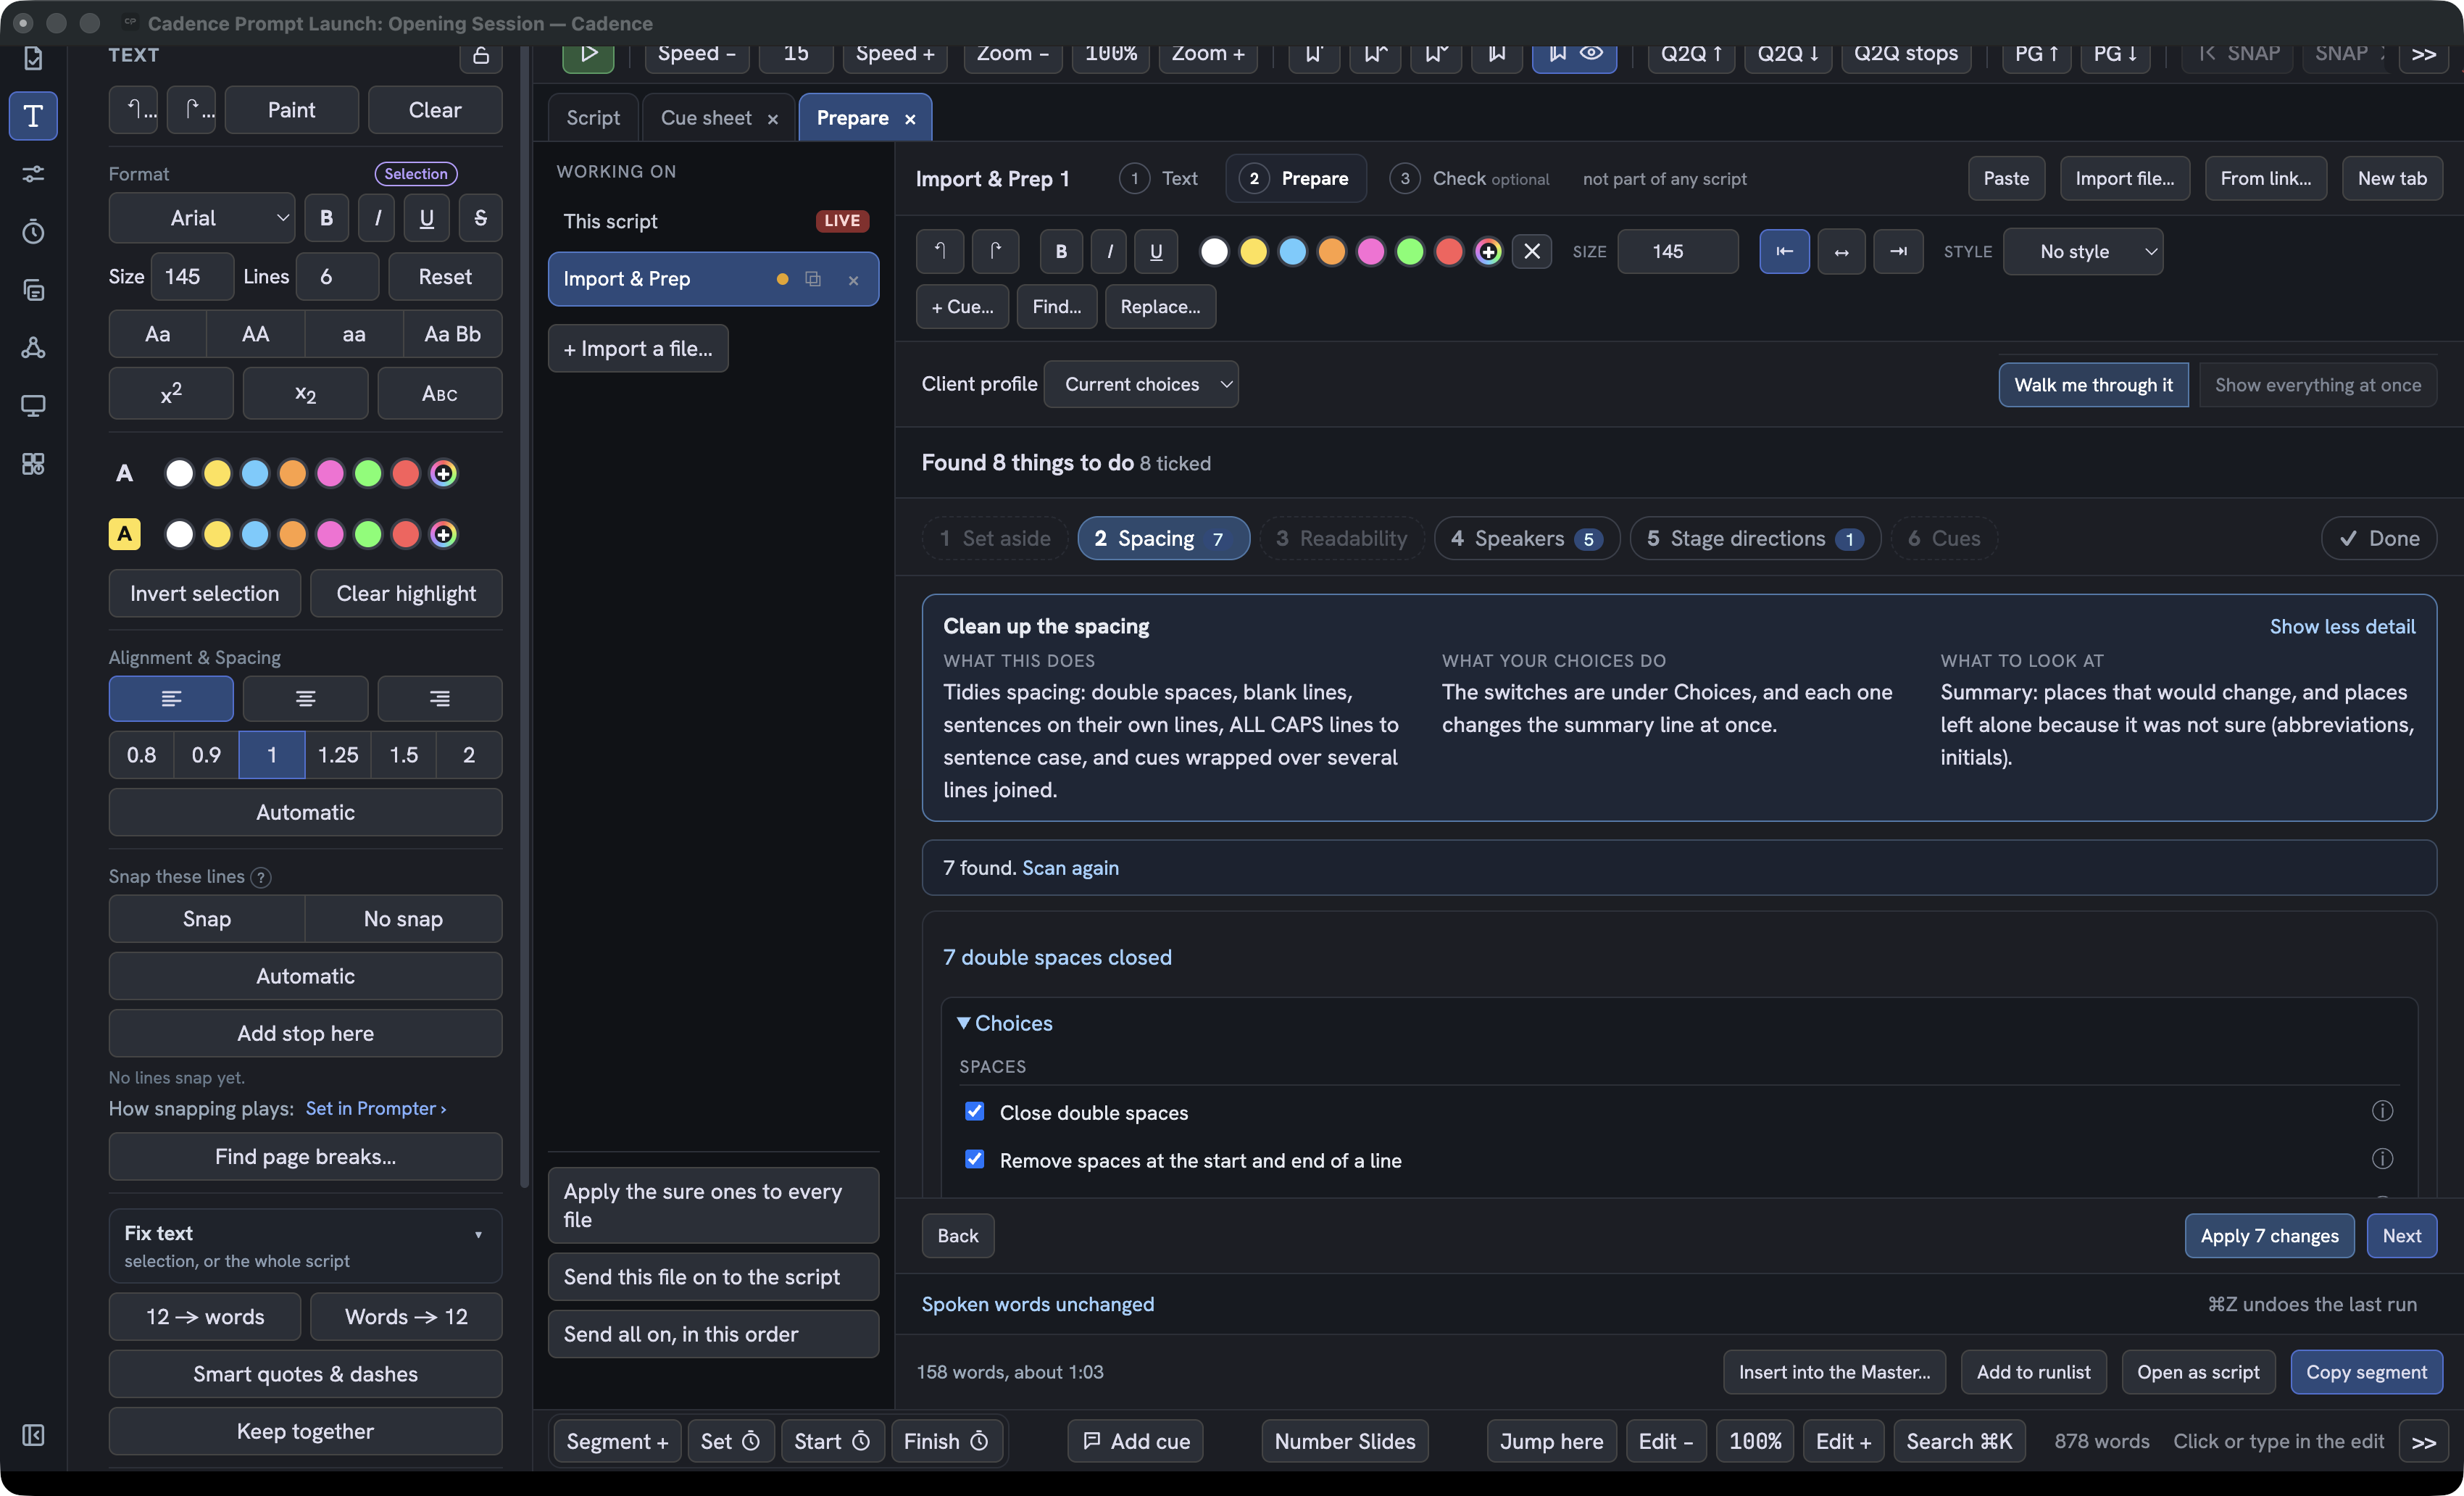 Cadence Prompt Launch: Opening Session — Cadence
TEXT
Paint
Clear
Format
Selection
Arial
B
I
U
S
Size 145 Lines 6 Reset
Aa AA aa Aa Bb
x2 x2 ABC
A
A
Invert selection
Clear highlight
Alignment & Spacing
0.8 0.9 1 1.25 1.5 2
Automatic
Snap these lines ?
Snap
No snap
Automatic
Add stop here
No lines snap yet.
How snapping plays: Set in Prompter ›
Find page breaks...
Fix text
selection, or the whole script
12 → words
Words → 12
Smart quotes & dashes
Keep together
Speed – 15 Speed + Zoom – 100% Zoom + Q2Q ↑ Q2Q ↓ Q2Q stops PG ↑ PG ↓ SNAP SNAP >>
Script
Cue sheet ×
Prepare ×
WORKING ON
This script LIVE
Import & Prep ×
+ Import a file...
Apply the sure ones to every
file
Send this file on to the script
Send all on, in this order
Import & Prep 1
1 Text
2 Prepare
3 Check optional
not part of any script
Paste
Import file...
From link...
New tab
B I U
SIZE 145
STYLE No style
+ Cue...
Find...
Replace...
Client profile Current choices
Walk me through it
Show everything at once
Found 8 things to do 8 ticked
1 Set aside
2 Spacing 7
3 Readability
4 Speakers 5
5 Stage directions 1
6 Cues
✓ Done
Clean up the spacing
Show less detail
WHAT THIS DOES
Tidies spacing: double spaces, blank lines,
sentences on their own lines, ALL CAPS lines to
sentence case, and cues wrapped over several
lines joined.
WHAT YOUR CHOICES DO
The switches are under Choices, and each one
changes the summary line at once.
WHAT TO LOOK AT
Summary: places that would change, and places
left alone because it was not sure (abbreviations,
initials).
7 found. Scan again
7 double spaces closed
▼ Choices
SPACES
Close double spaces
Remove spaces at the start and end of a line
Back
Apply 7 changes
Next
Spoken words unchanged
⌘Z undoes the last run
158 words, about 1:03
Insert into the Master...
Add to runlist
Open as script
Copy segment
Segment +
Set
Start
Finish
Add cue
Number Slides
Jump here
Edit –
100%
Edit +
Search ⌘K
878 words
Click or type in the edit
>>